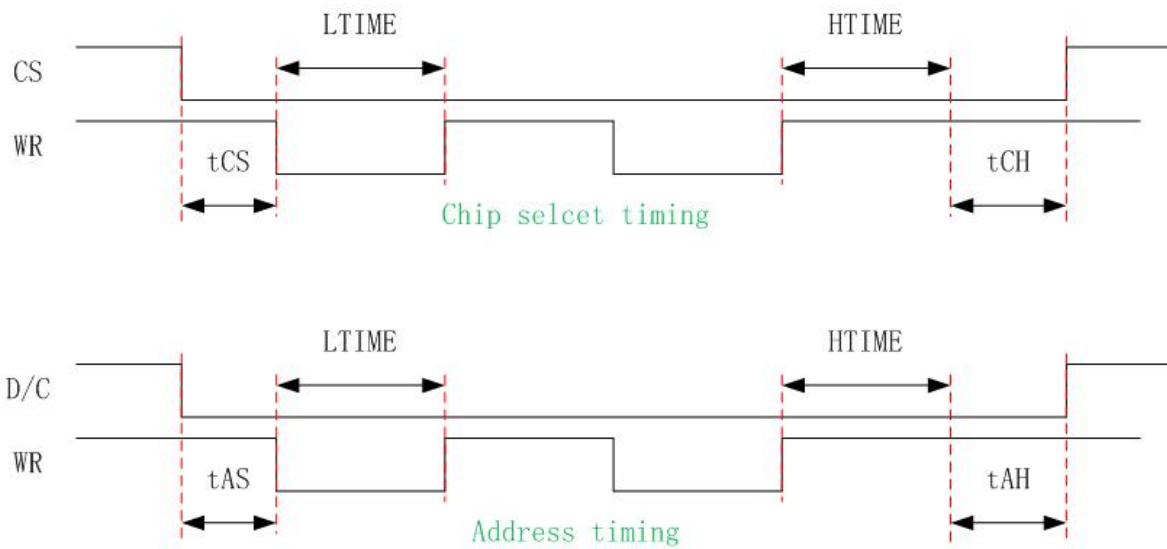 LTIME HTIME
CS
WR
tCS tCH
Chip selcet timing
LTIME HTIME
D/C
WR
tAS tAH
Address timing